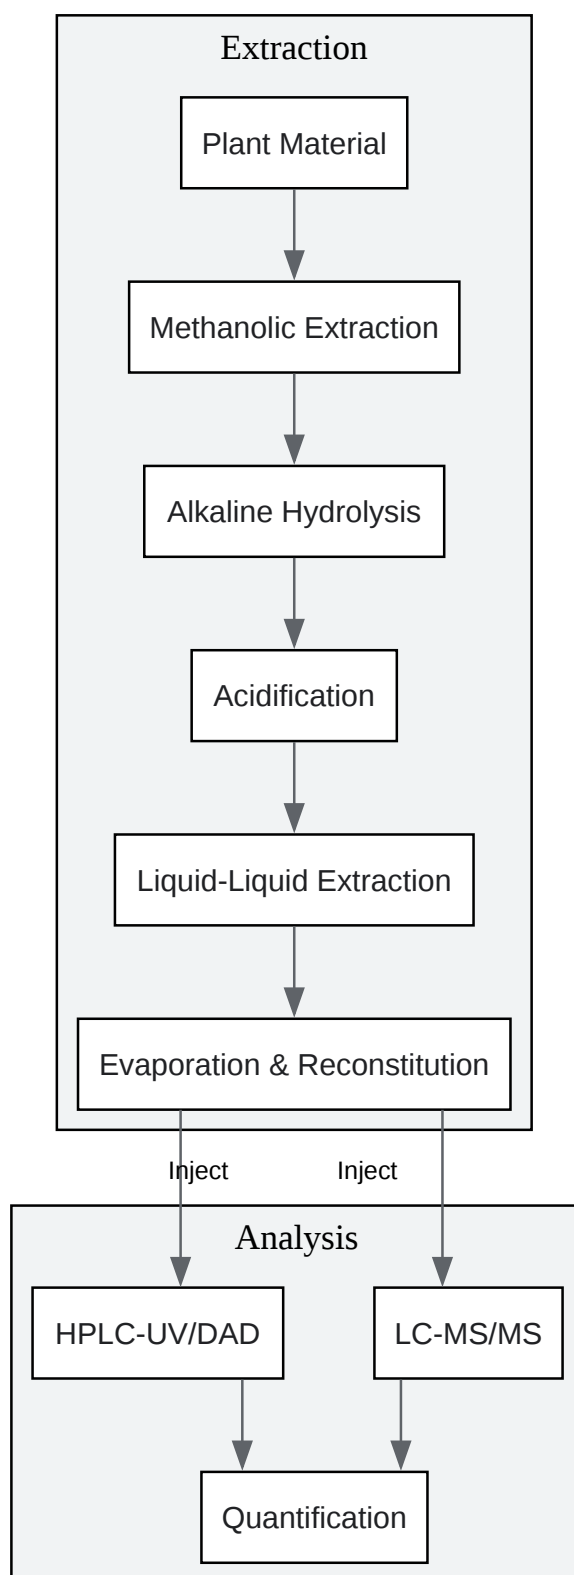 Extraction
Plant Material
Methanolic Extraction
Alkaline Hydrolysis
Acidification
Liquid-Liquid Extraction
Evaporation & Reconstitution
Inject
Inject
Analysis
HPLC-UV/DAD
LC-MS/MS
Quantification